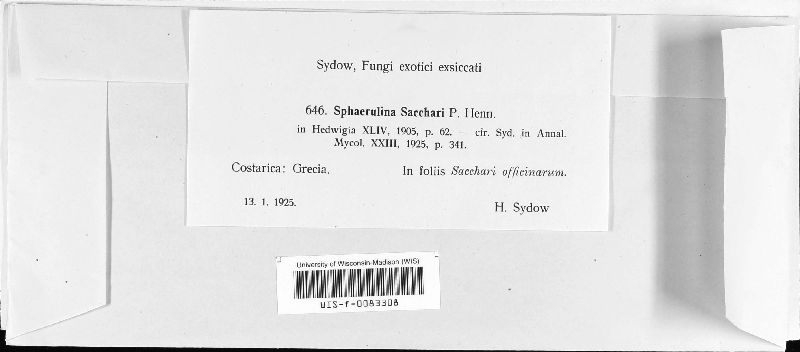 Sydow, Fungi exotici exsiccati
646. Sphaerulina Sacchari P. Henn.
in Hedwigia XLIV, 1905, p. 62. — cfr. Syd. in Annal.
Mycol. XXIII, 1925, p. 341.
Costarica: Grecia. In foliis Sacchari officinarum.
13. 1. 1925. H. Sydow
University of Wisconsin-Madison (WIS)
WIS-f-0083308